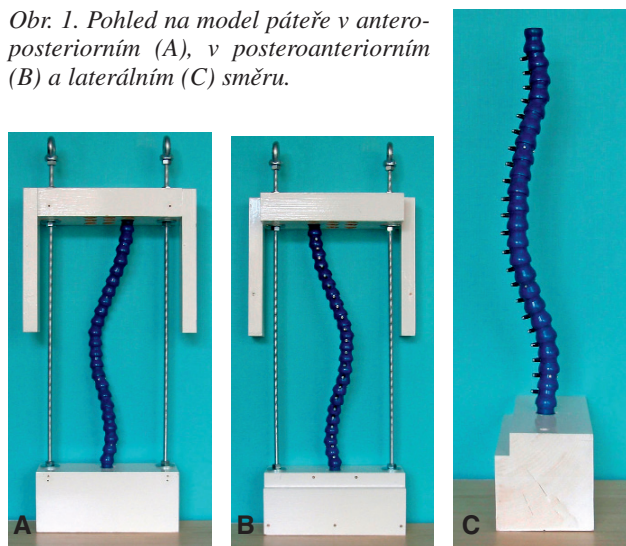 Obr. 1. Pohled na model páteře v antero-
posteriorním (A), v posteroanteriorním
(B) a laterálním (C) směru.
A
B
C